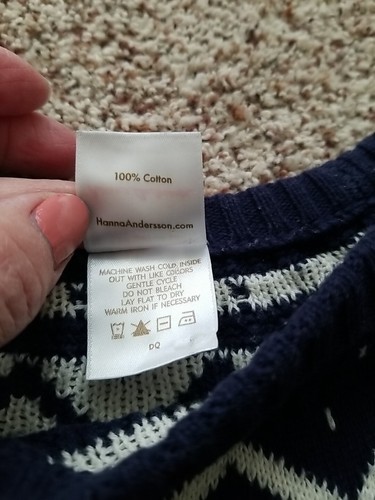 100% Cotton
HannaAndersson.com
MACHINE WASH COLD, INSIDE
OUT WITH LIKE COLORS
GENTLE CYCLE
DO NOT BLEACH
LAY FLAT TO DRY
WARM IRON IF NECESSARY
DQ